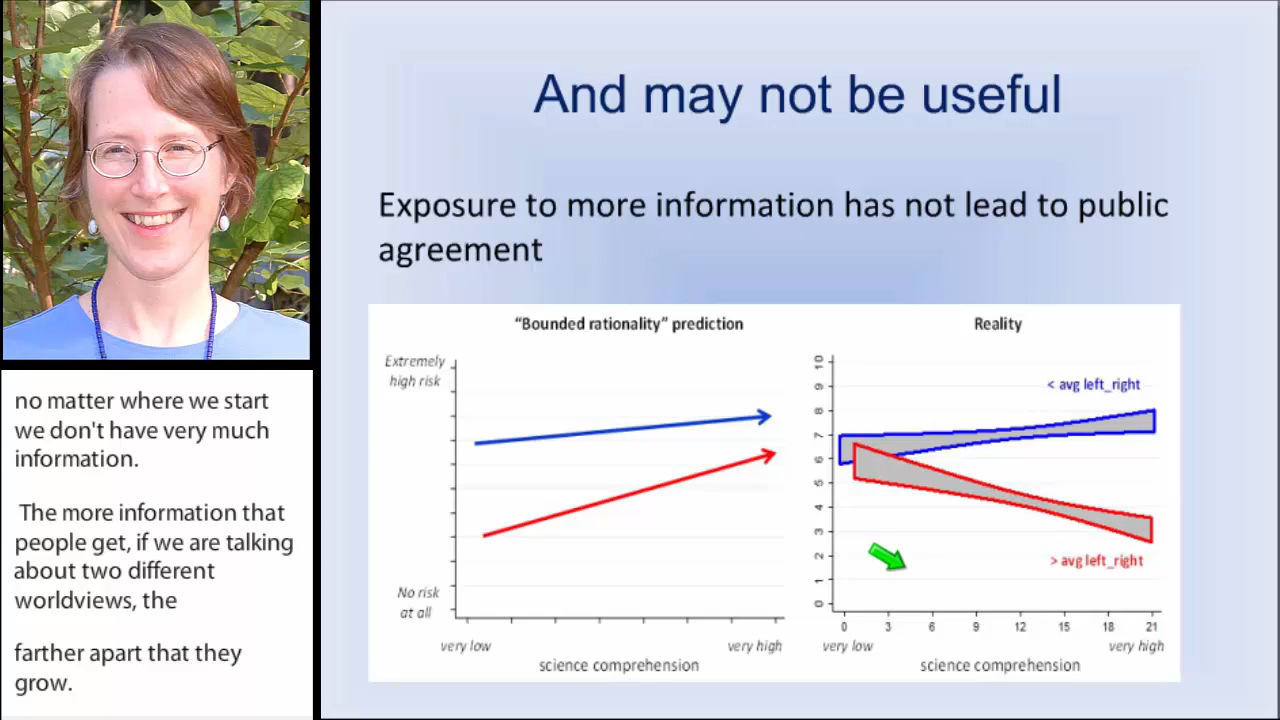 And may not be useful
Exposure to more information has not lead to public
agreement
"Bounded rationality" prediction
Extremely
high risk
No risk
at all
very low
very high
science comprehension
Reality
10
9
8
7
6
5
4
3
2
1
0
< avg left_right
> avg left_right
0 3 6 9 12 15 18 21
very low
very high
science comprehension
no matter where we start
we don't have very much
information.
The more information that
people get, if we are talking
about two different
worldviews, the
farther apart that they
grow.